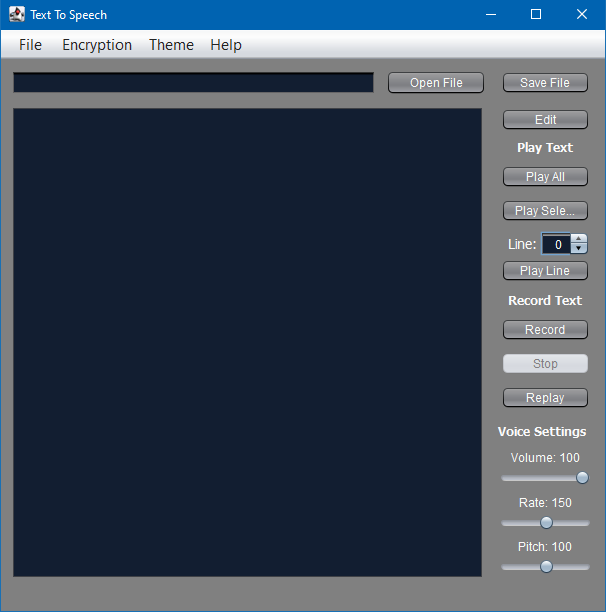 Text To Speech
File Encryption Theme Help
Open File Save File
Edit
Play Text
Play All
Play Sele...
Line: 0
Play Line
Record Text
Record
Stop
Replay
Voice Settings
Volume: 100
Rate: 150
Pitch: 100